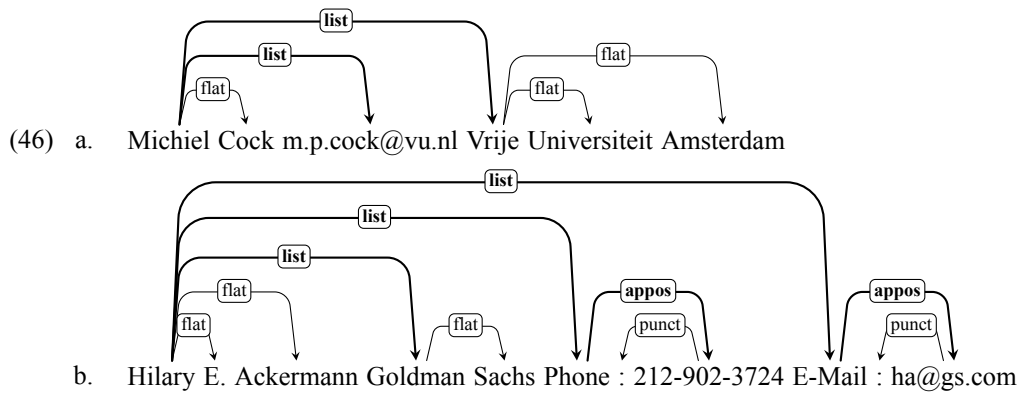 list
list
flat
flat
flat
(46) a. Michiel Cock m.p.cock@vu.nl Vrije Universiteit Amsterdam
list
list
list
flat
appos
appos
flat
flat
punct
punct
b. Hilary E. Ackermann Goldman Sachs Phone : 212-902-3724 E-Mail : ha@gs.com